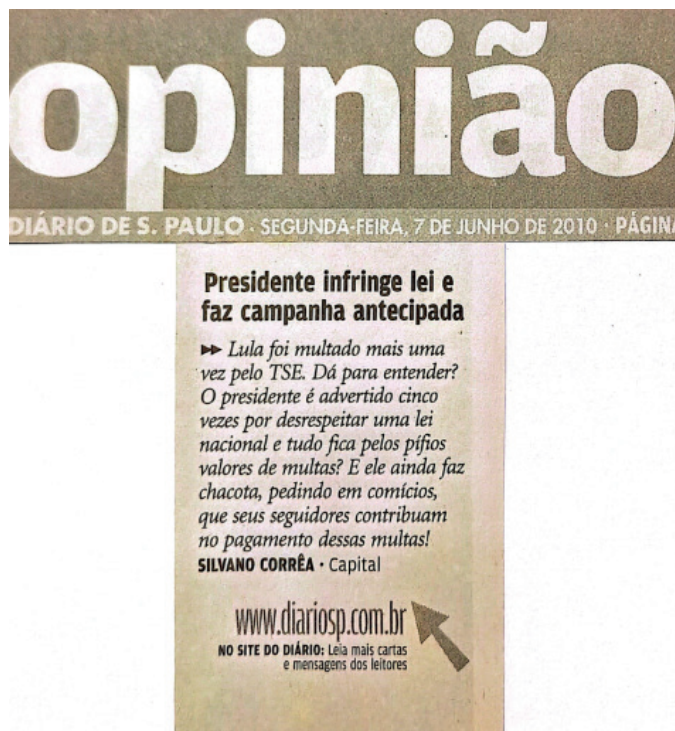 opinião
DIÁRIO DE S. PAULO · SEGUNDA-FEIRA, 7 DE JUNHO DE 2010 · PÁGINA
Presidente infringe lei e
faz campanha antecipada
Lula foi multado mais uma
vez pelo TSE. Dá para entender?
O presidente é advertido cinco
vezes por desrespeitar uma lei
nacional e tudo fica pelos pífios
valores de multas? E ele ainda faz
chacota, pedindo em comícios,
que seus seguidores contribuam
no pagamento dessas multas!
SILVANO CORRÊA · Capital
www.diariosp.com.br
NO SITE DO DIÁRIO: Leia mais cartas
e mensagens dos leitores